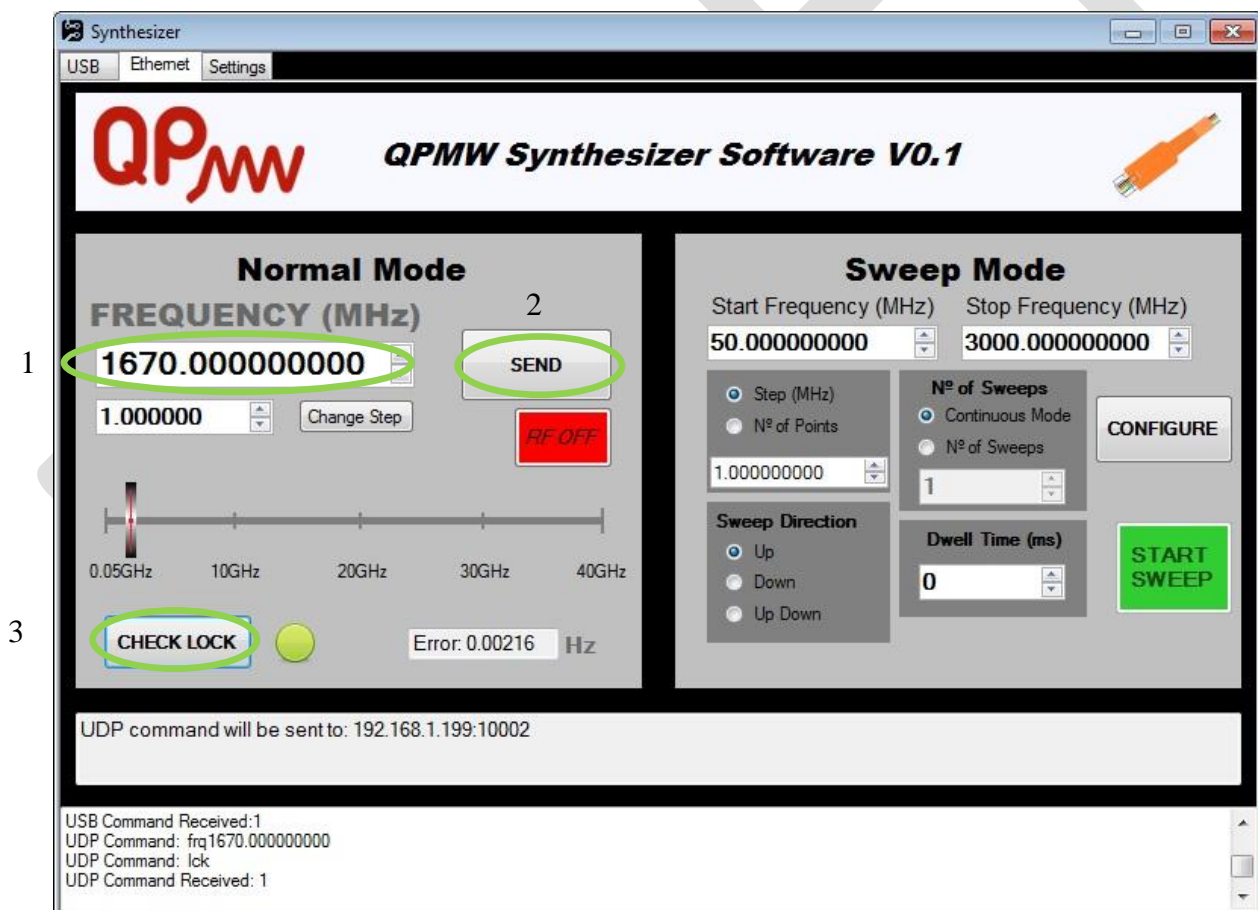 Synthesizer
USB Ethernet Settings
QPMW QPMW Synthesizer Software V0.1
Normal Mode
FREQUENCY (MHz)
2
1
1670.000000000
SEND
1.000000
Change Step
RF OFF
0.05GHz 10GHz 20GHz 30GHz 40GHz
3
CHECK LOCK
Error: 0.00216 Hz
Sweep Mode
Start Frequency (MHz) Stop Frequency (MHz)
50.000000000 3000.000000000
Step (MHz)
Nº of Points
1.000000000
Nº of Sweeps
Continuous Mode
Nº of Sweeps
1
CONFIGURE
Sweep Direction
Up
Down
Up Down
Dwell Time (ms)
0
START
SWEEP
UDP command will be sent to: 192.168.1.199:10002
USB Command Received:1
UDP Command: frq1670.000000000
UDP Command: lck
UDP Command Received: 1